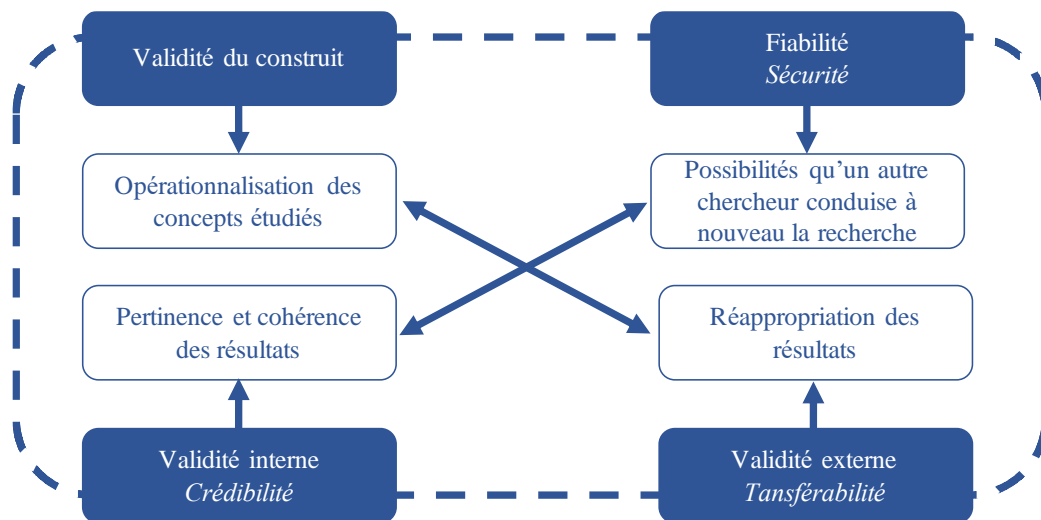 Validité du construit
Fiabilité
Sécurité
Opérationnalisation des
concepts étudiés
Possibilités qu’un autre
chercheur conduise à
nouveau la recherche
Pertinence et cohérence
des résultats
Réappropriation des
résultats
Validité interne
Crédibilité
Validité externe
Tansférabilité